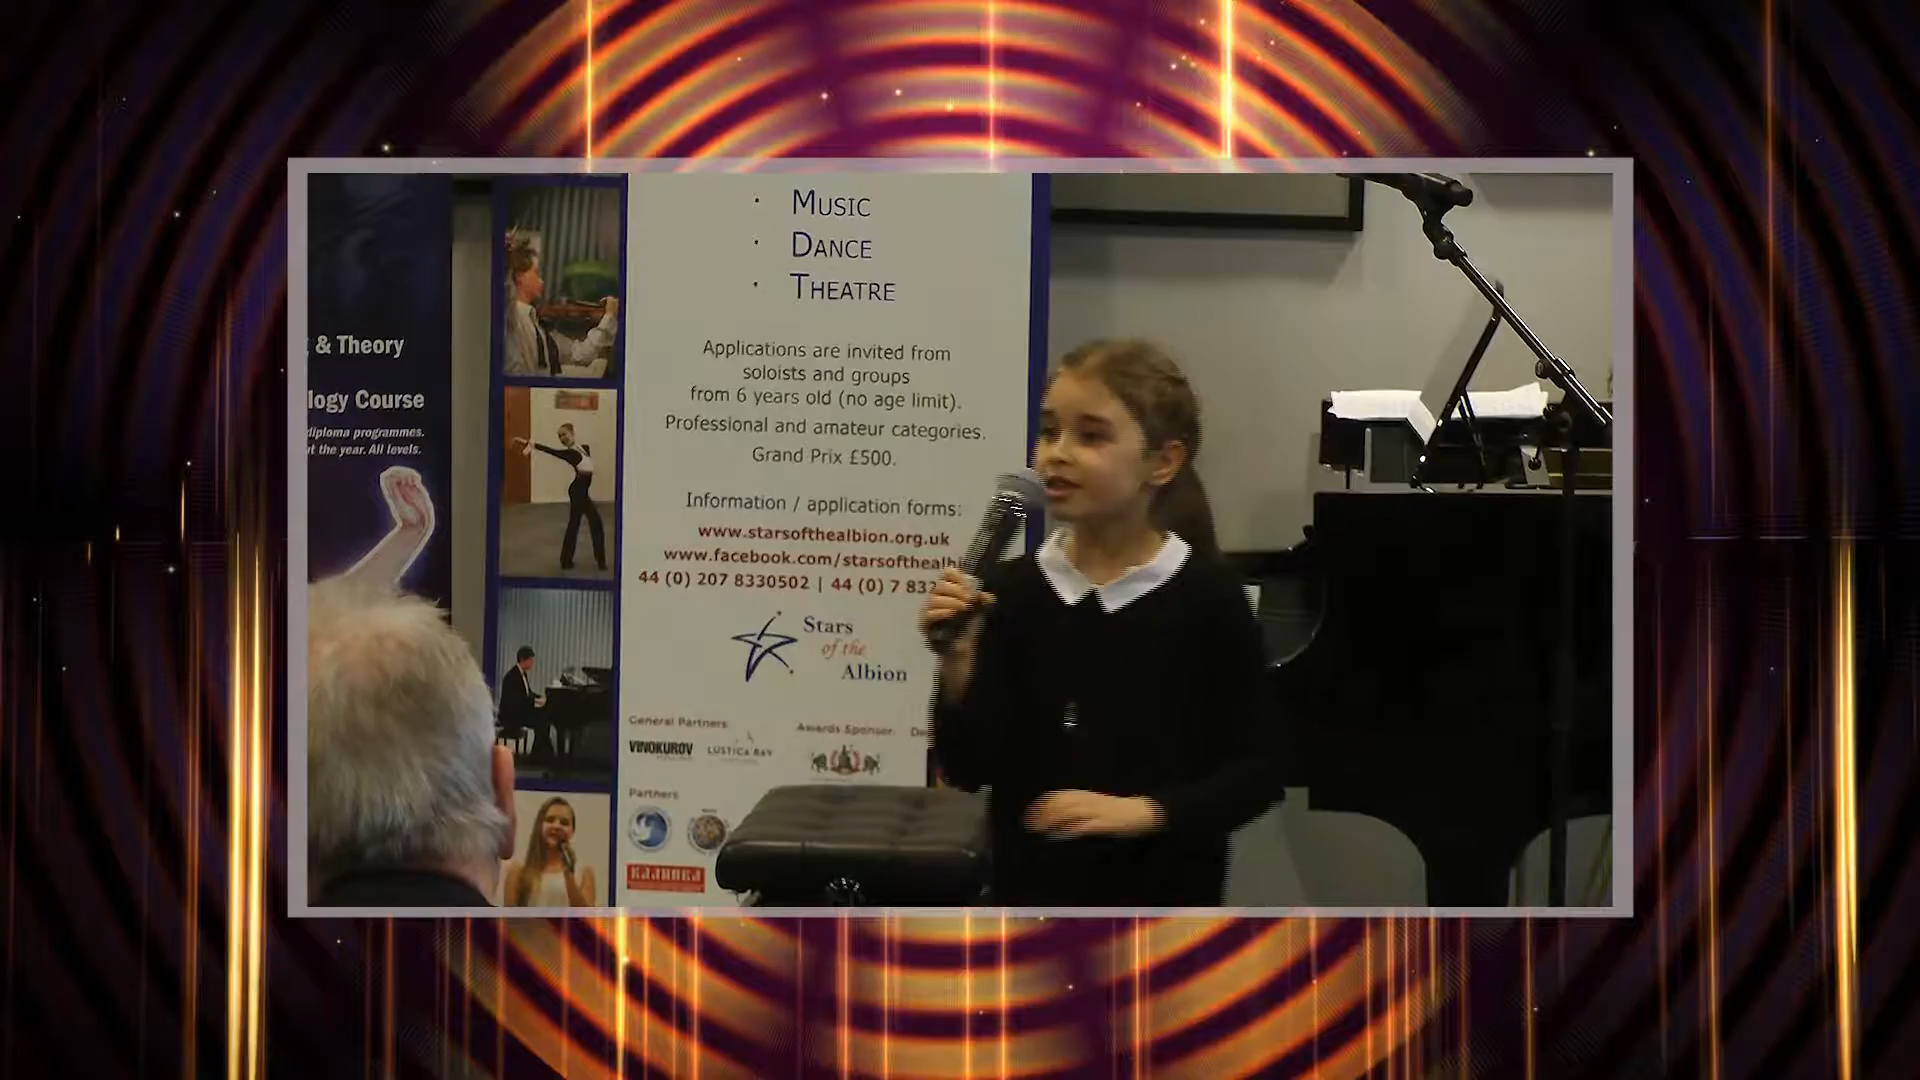 & Theory
logy Course
diploma programmes.
t the year. All levels.
· MUSIC
· DANCE
· THEATRE
Applications are invited from
soloists and groups
from 6 years old (no age limit).
Professional and amateur categories.
Grand Prix £500.
Information / application forms:
www.starsofthealbion.org.uk
www.facebook.com/starsofthealbi
44 (0) 207 8330502 | 44 (0) 7 83
Stars
of the
Albion
General Partners
Awards Sponsor
VINOKUROV
LUSTICA BAY
Partners
КАЛИНКА